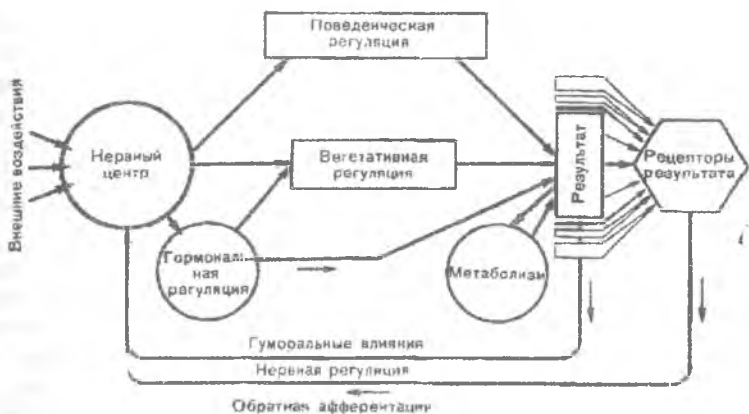 Поведенческая
регуляция
Внешние воздействия
Нервный
центр
Вегетативная
регуляция
Результат
Рецепторы
результата
Гормональ
ная
регуляция
Метаболизм
Гуморальные влияния
Нервная регуляция
Обратная афферентация